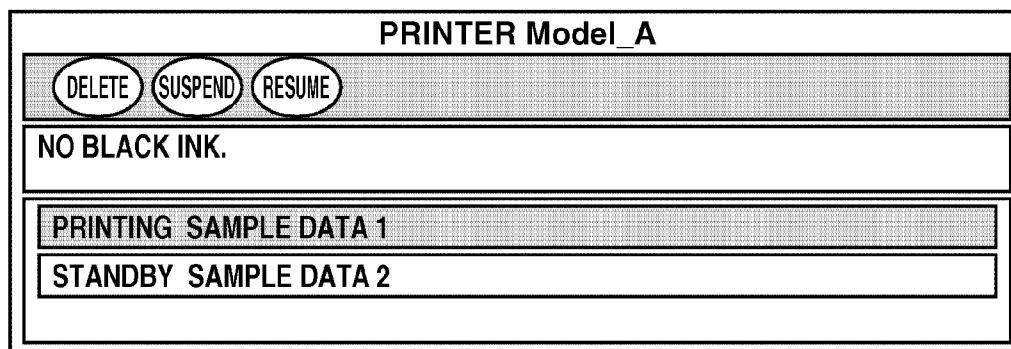 PRINTER Model_A
DELETE SUSPEND RESUME
NO BLACK INK.
PRINTING SAMPLE DATA 1
STANDBY SAMPLE DATA 2